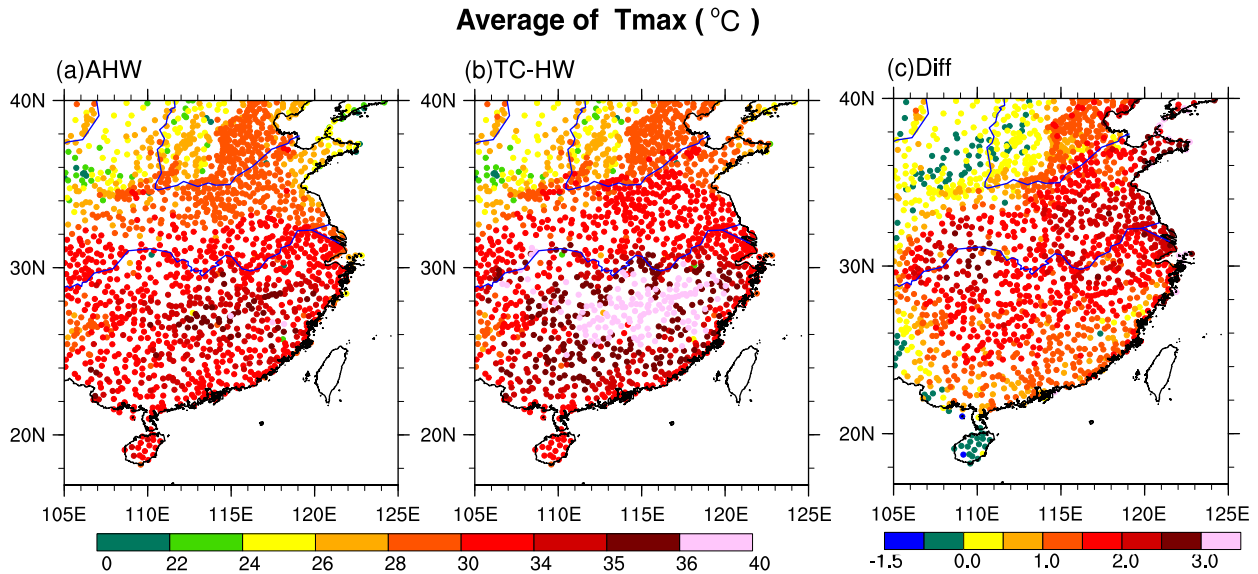 Average of Tmax ( °C )
(a)AHW
(b)TC-HW
(c)Diff
40N
30N
20N
105E 110E 115E 120E 125E
40N
30N
20N
105E 110E 115E 120E 125E
40N
30N
20N
105E 110E 115E 120E 125E
0 22 24 26 28 30 34 35 36 40
-1.5 0.0 1.0 2.0 3.0